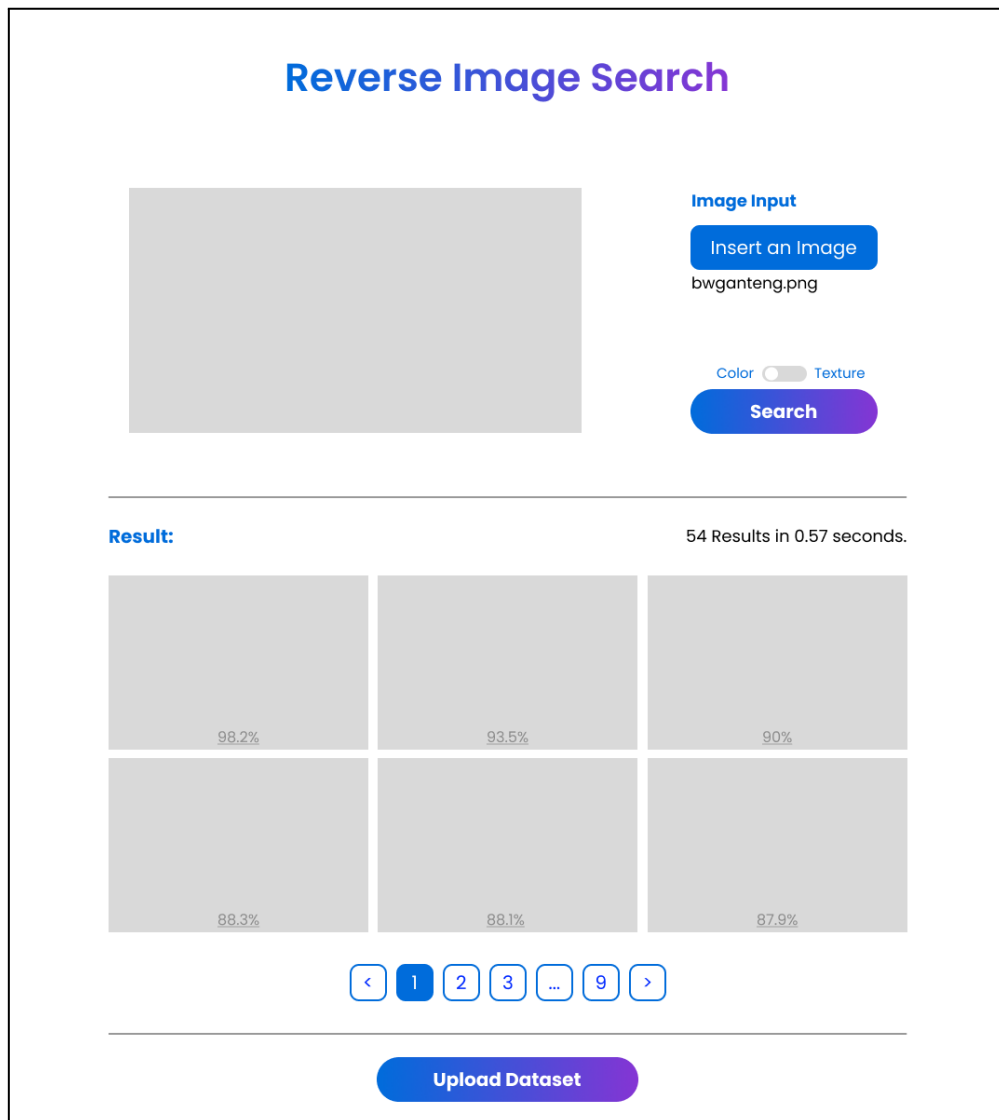 Reverse Image Search
Image Input
Insert an Image
bwganteng.png
Color Texture
Search
Result:
54 Results in 0.57 seconds.
98.2% 93.5% 90%
88.3% 88.1% 87.9%
< 1 2 3 ... 9 >
Upload Dataset